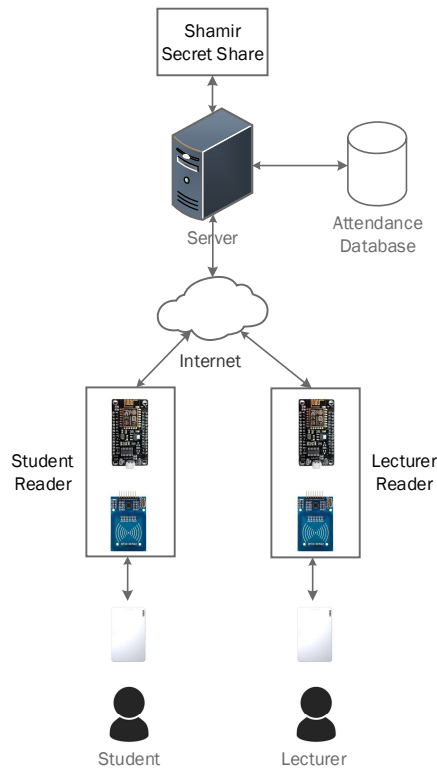 Shamir
Secret Share
Server
Attendance
Database
Internet
Student
Reader
Lecturer
Reader
Student
Lecturer